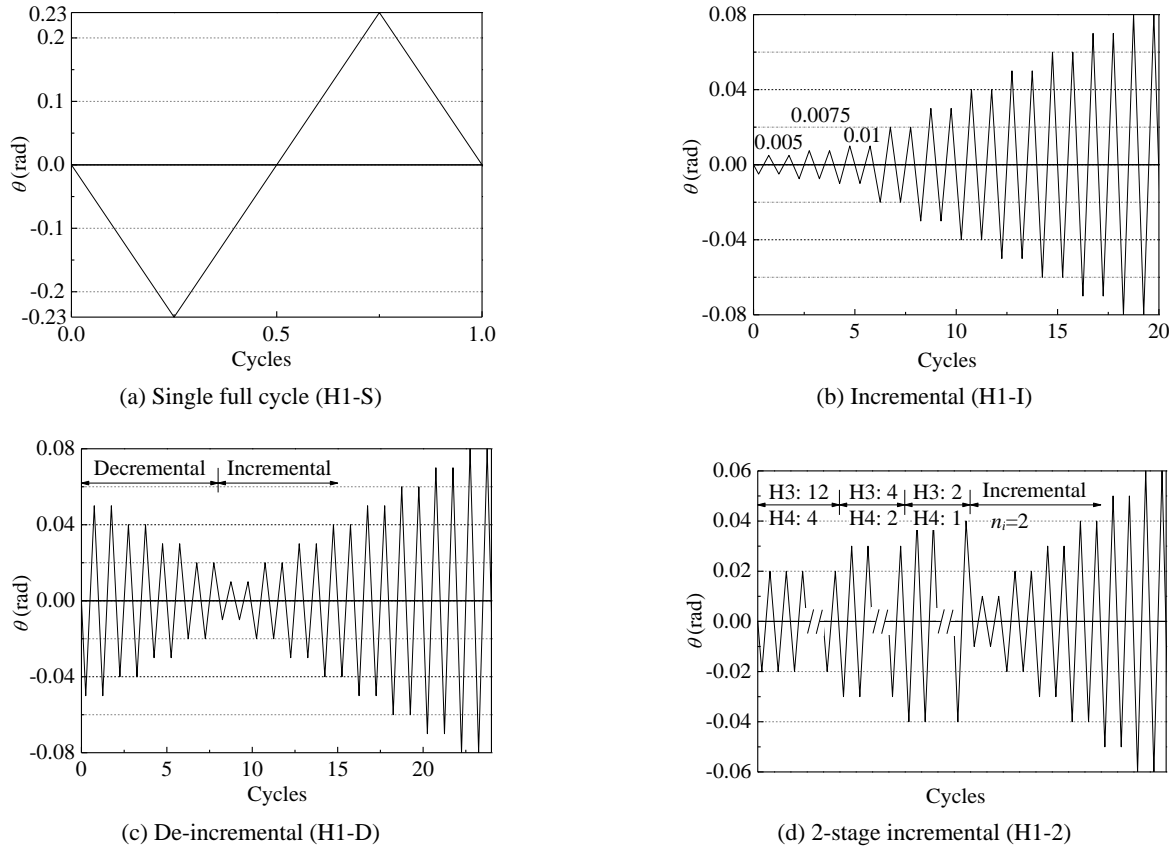 0.23
0.2
0.1
0.0
-0.1
-0.2
-0.23
θ (rad)
0.0 0.5 1.0
Cycles
(a) Single full cycle (H1-S)
0.08
0.04
0.00
-0.04
-0.08
θ (rad)
0.005
0.0075
0.01
0 5 10 15 20
Cycles
(b) Incremental (H1-I)
0.08
0.04
0.00
-0.04
-0.08
θ (rad)
Decremental Incremental
0 5 10 15 20
Cycles
(c) De-incremental (H1-D)
0.06
0.04
0.02
0.00
-0.02
-0.04
-0.06
θ (rad)
H3: 12 H3: 4 H3: 2 Incremental
H4: 4 H4: 2 H4: 1 nᵢ=2
Cycles
(d) 2-stage incremental (H1-2)